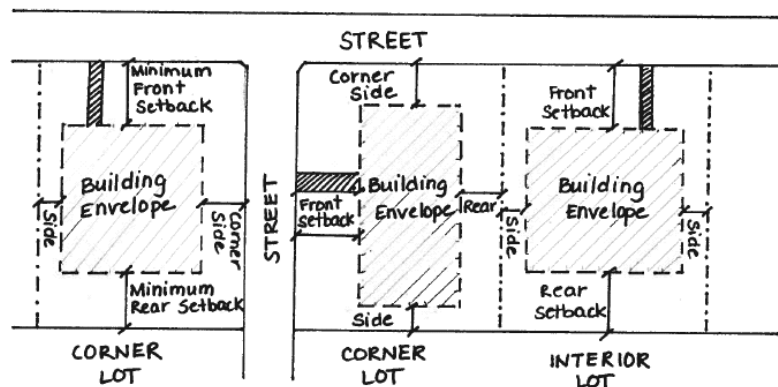 STREET
Minimum
Front
Setback
Building
Envelope
Side
Corner
Side
Minimum
Rear Setback
CORNER
LOT
STREET
Corner
Side
Front
Setback
Building
Envelope
Rear
Side
CORNER
LOT
Front
Setback
Side
Building
Envelope
Side
Rear
Setback
INTERIOR
LOT